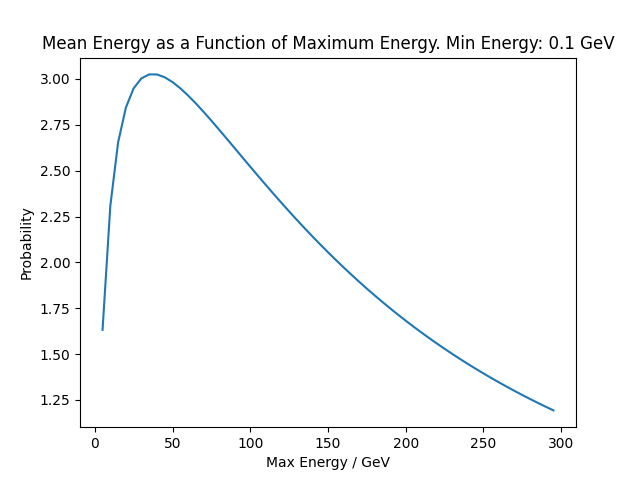 Mean Energy as a Function of Maximum Energy. Min Energy: 0.1 GeV
3.00
2.75
2.50
2.25
2.00
1.75
1.50
1.25
Probability
0 50 100 150 200 250 300
Max Energy / GeV